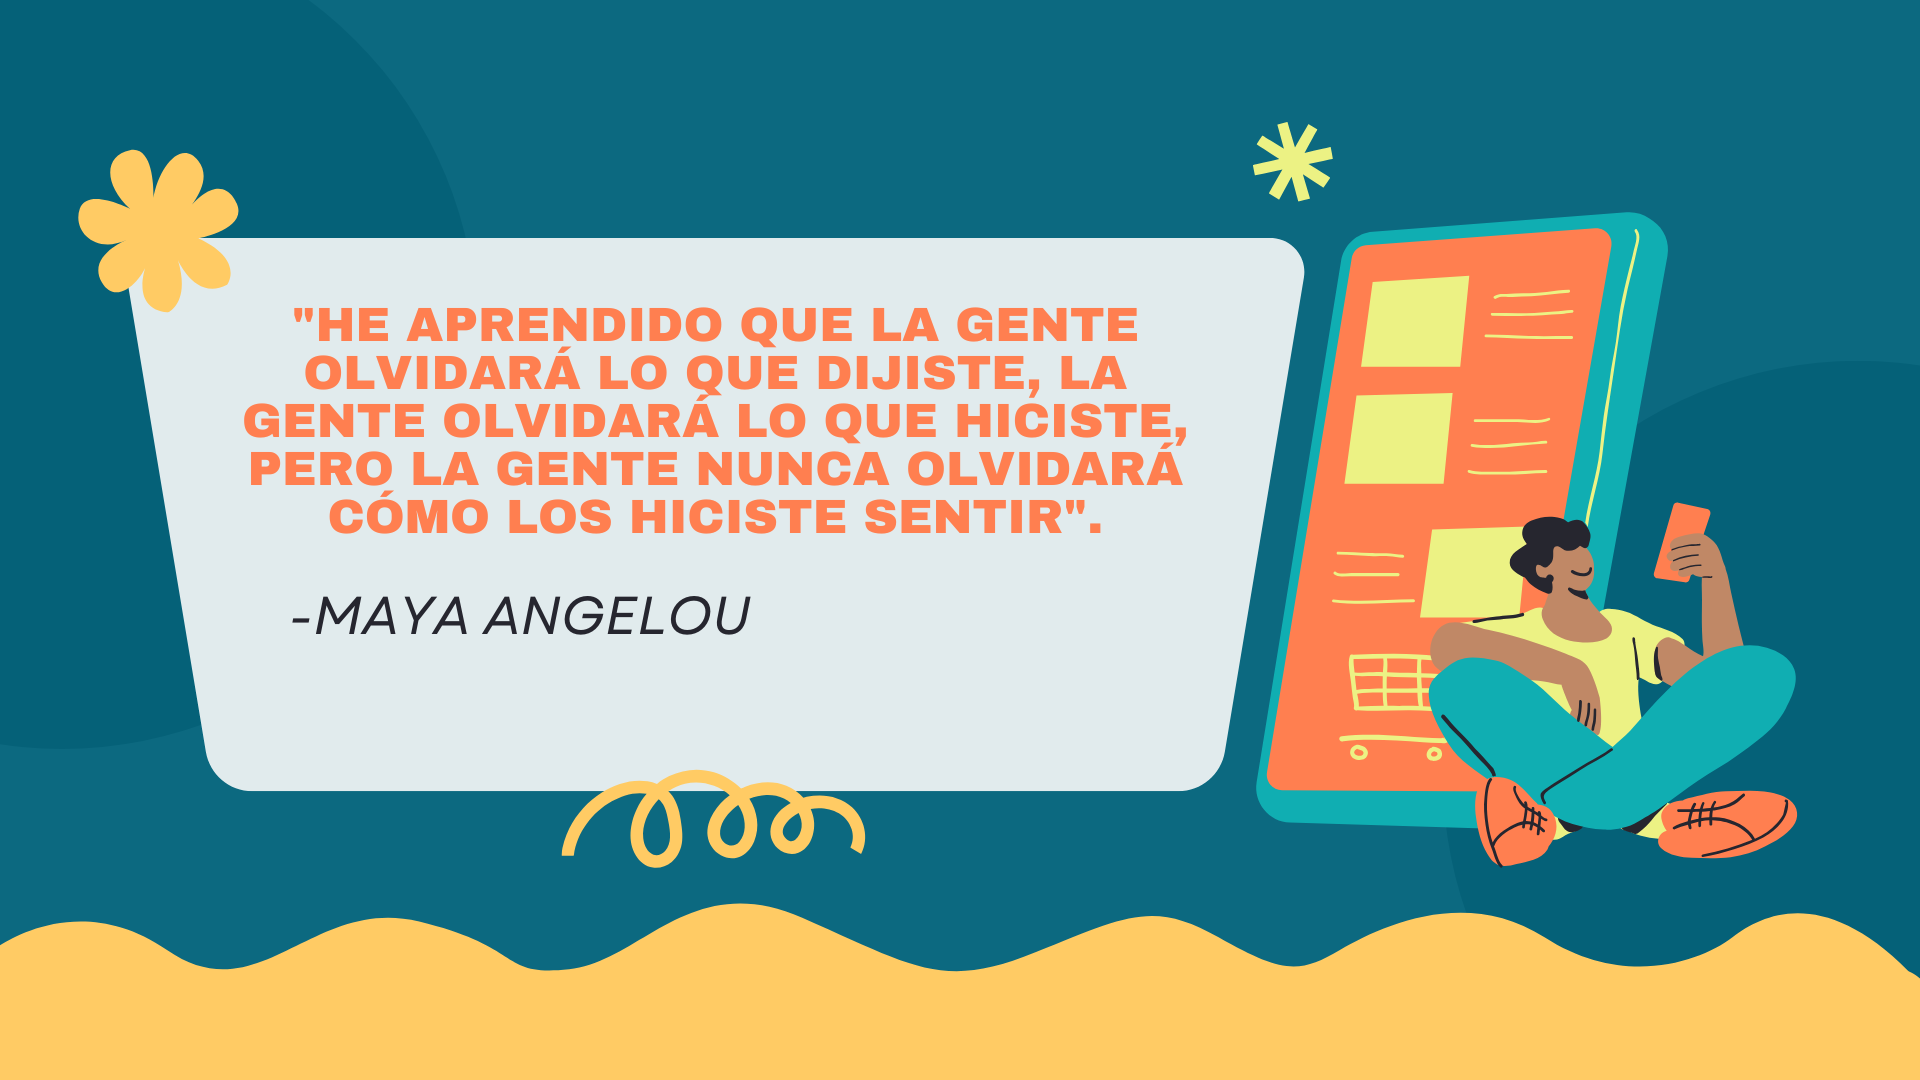 "HE APRENDIDO QUE LA GENTE
OLVIDARÁ LO QUE DIJISTE, LA
GENTE OLVIDARÁ LO QUE HICISTE,
PERO LA GENTE NUNCA OLVIDARÁ
CÓMO LOS HICISTE SENTIR".
-MAYA ANGELOU